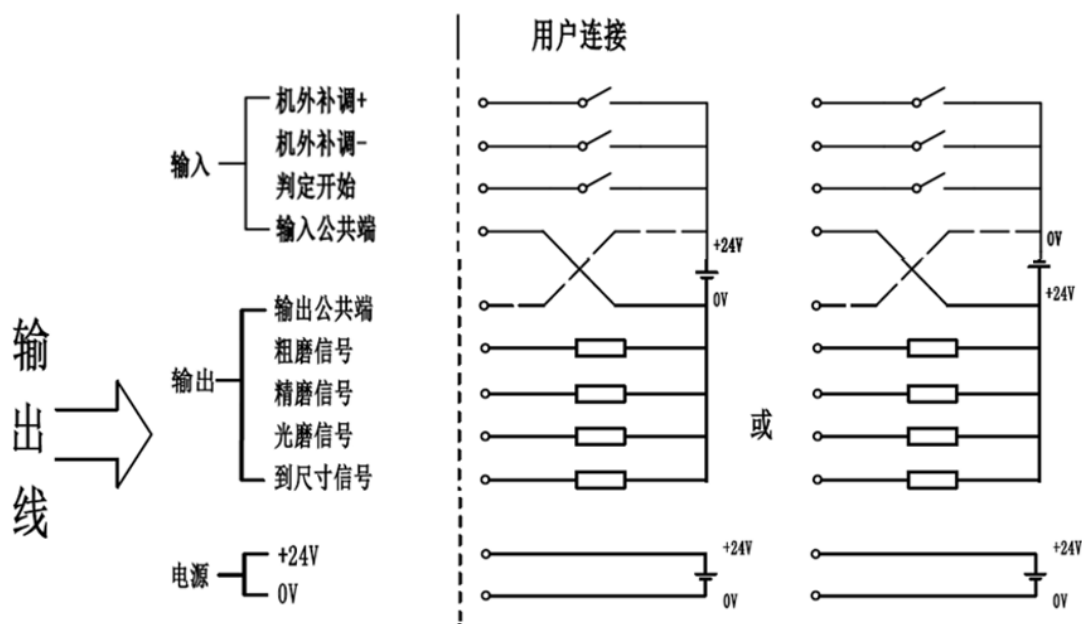 用户连接
机外补调+
机外补调-
输入
判定开始
输入公共端
+24V
0V
0V
+24V
输出线
输出公共端
粗磨信号
输出
精磨信号
光磨信号
到尺寸信号
或
电源
+24V
0V
+24V
0V
+24V
0V